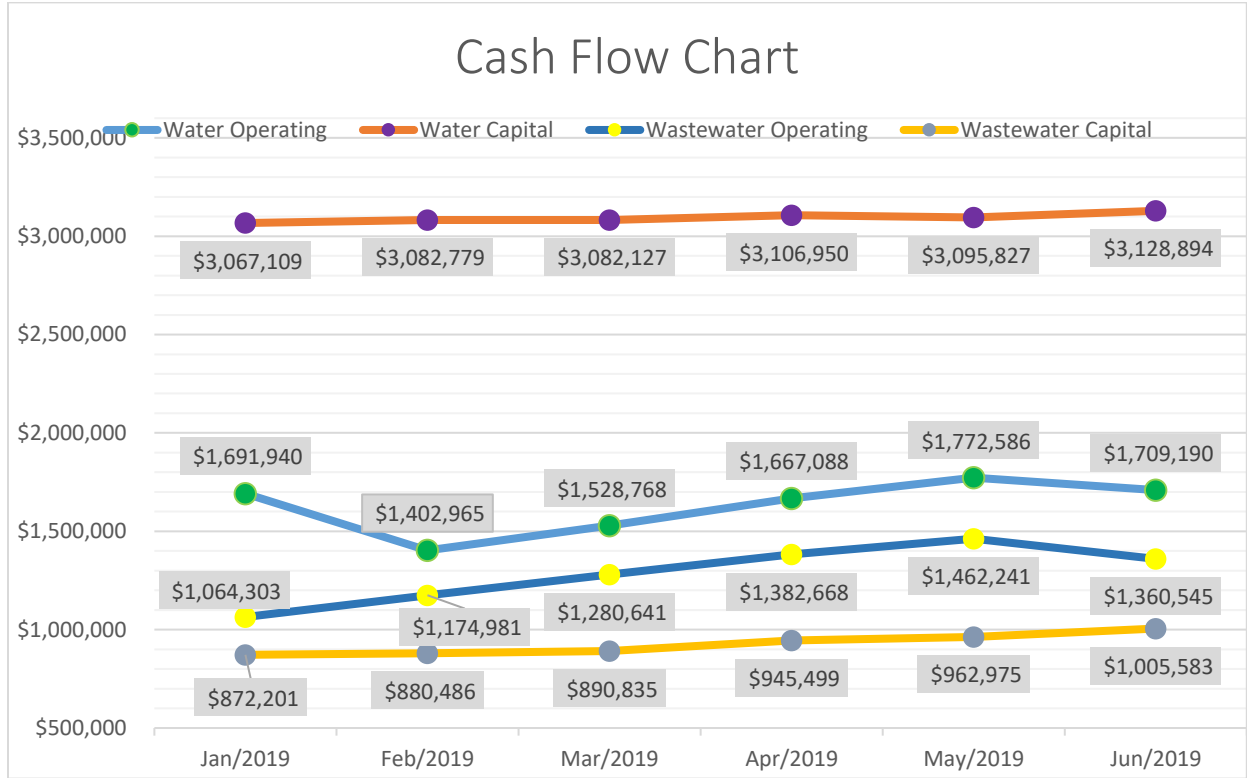 Cash Flow Chart
Water Operating Water Capital Wastewater Operating Wastewater Capital
$3,500,000
$3,000,000
$3,067,109 $3,082,779 $3,082,127 $3,106,950 $3,095,827 $3,128,894
$2,500,000
$2,000,000
$1,691,940 $1,402,965 $1,528,768 $1,667,088 $1,772,586 $1,709,190
$1,500,000
$1,064,303 $1,174,981 $1,280,641 $1,382,668 $1,462,241 $1,360,545
$1,000,000
$872,201 $880,486 $890,835 $945,499 $962,975 $1,005,583
$500,000
Jan/2019 Feb/2019 Mar/2019 Apr/2019 May/2019 Jun/2019